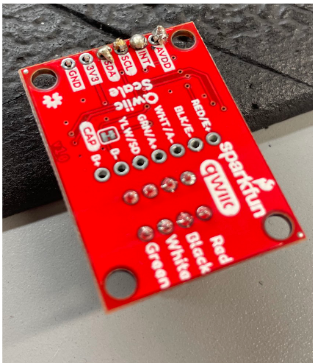 GND
3V3
SDA
SCL
INT
AVDD
Qwiic
Scale
CAP
B+
B-
YLW/SD
GRN/A+
WHT/A-
BLK/E-
RED/E+
sparkfun
qwiic
Red
Black
White
Green